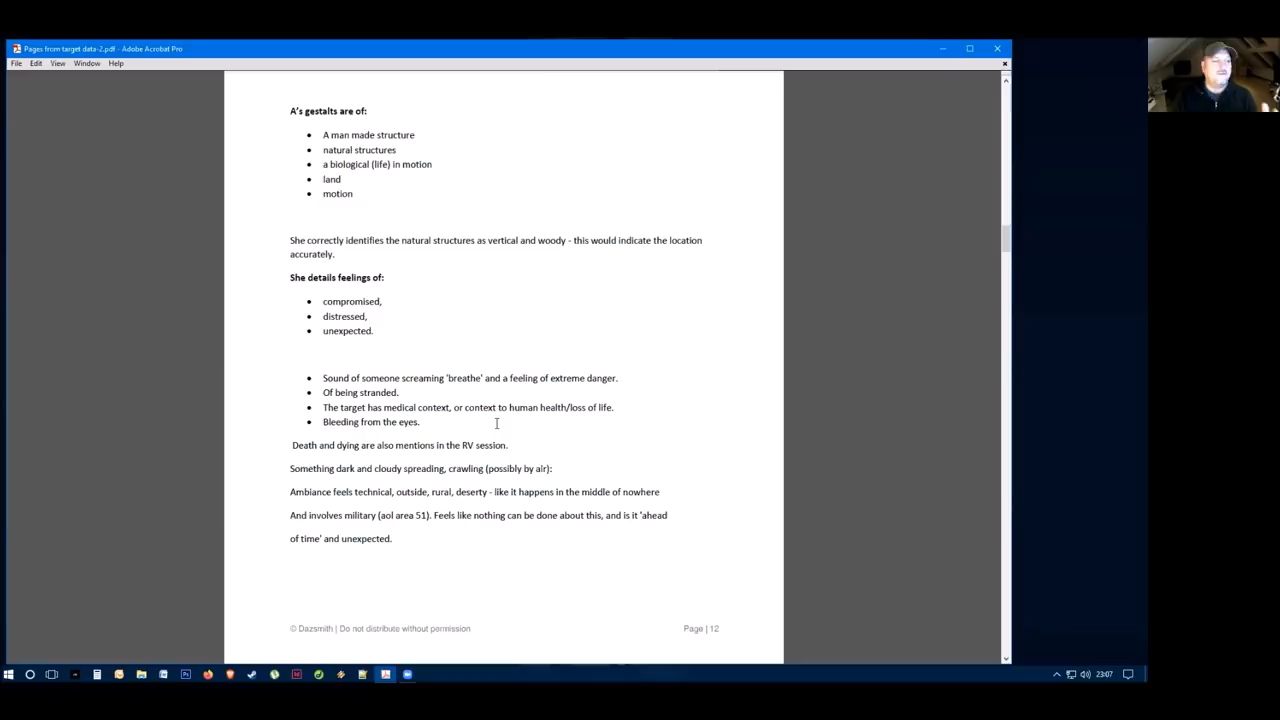 Pages from target data-2.pdf - Adobe Acrobat Pro
File Edit View Window Help
A's gestalts are of:
• A man made structure
• natural structures
• a biological (life) in motion
• land
• motion
She correctly identifies the natural structures as vertical and woody - this would indicate the location
accurately.
She details feelings of:
• compromised,
• distressed,
• unexpected.
• Sound of someone screaming 'breathe' and a feeling of extreme danger.
• Of being stranded.
• The target has medical context, or context to human health/loss of life.
• Bleeding from the eyes.
Death and dying are also mentions in the RV session.
Something dark and cloudy spreading, crawling (possibly by air):
Ambiance feels technical, outside, rural, deserty - like it happens in the middle of nowhere
And involves military (aol area 51). Feels like nothing can be done about this, and is it 'ahead
of time' and unexpected.
© Dazsmith | Do not distribute without permission Page | 12
23:07